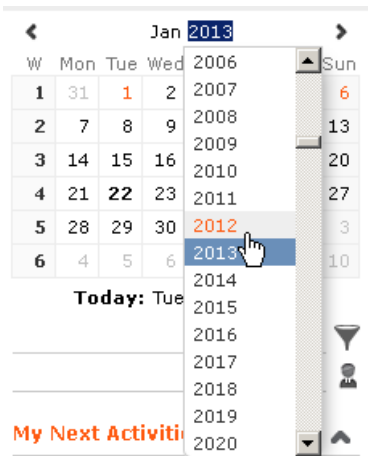 Jan 2013
W Mon Tue Wed Sun
1 31 1 2 6
2 7 8 9 13
3 14 15 16 20
4 21 22 23 27
5 28 29 30 3
6 4 5 6 10
Today: Tue
My Next Activiti
2006
2007
2008
2009
2010
2011
2012
2013
2014
2015
2016
2017
2018
2019
2020